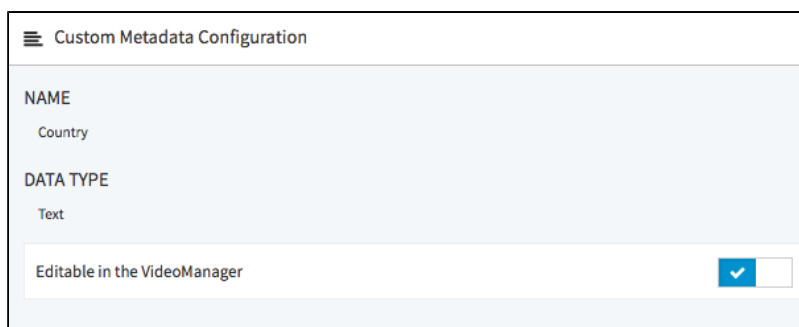 Custom Metadata Configuration
NAME
Country
DATA TYPE
Text
Editable in the VideoManager